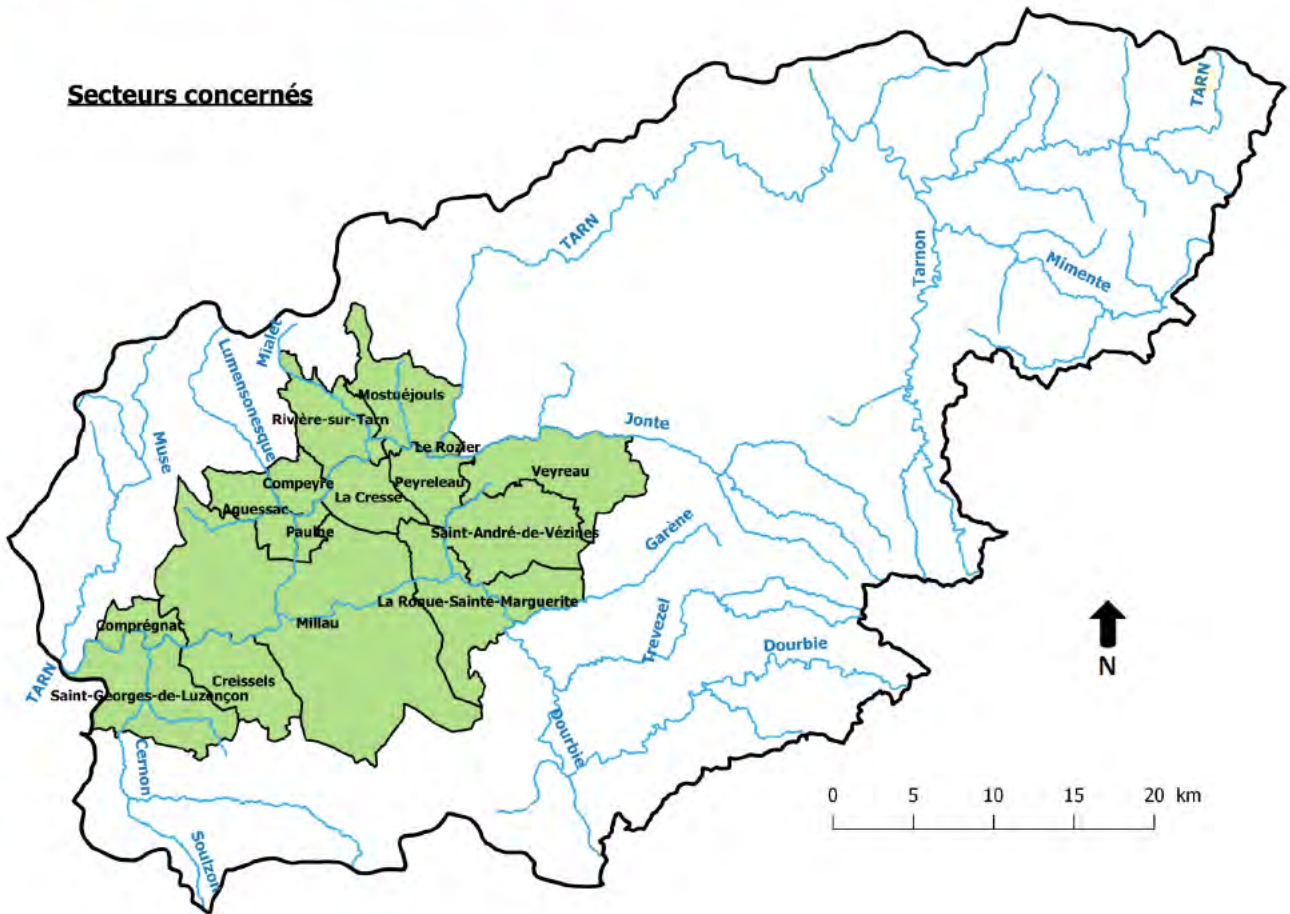 Secteurs concernés
TARN
TARN
Tarnon
Mimente
Mialet
Lumensonesque
Muse
Mostuéjouls
Rivière-sur-Tarn
Jonte
Le Rozier
Veyreau
Compeyre
Peyreleau
La Cresse
Aguessac
Paulhe
Saint-André-de-Vézines
Garène
La Roque-Sainte-Marguerite
Comprégnac
Millau
Trevezel
Dourbie
N
TARN
Creissels
Saint-Georges-de-Luzençon
Dourbie
Cernon
Soulzon
0 5 10 15 20 km